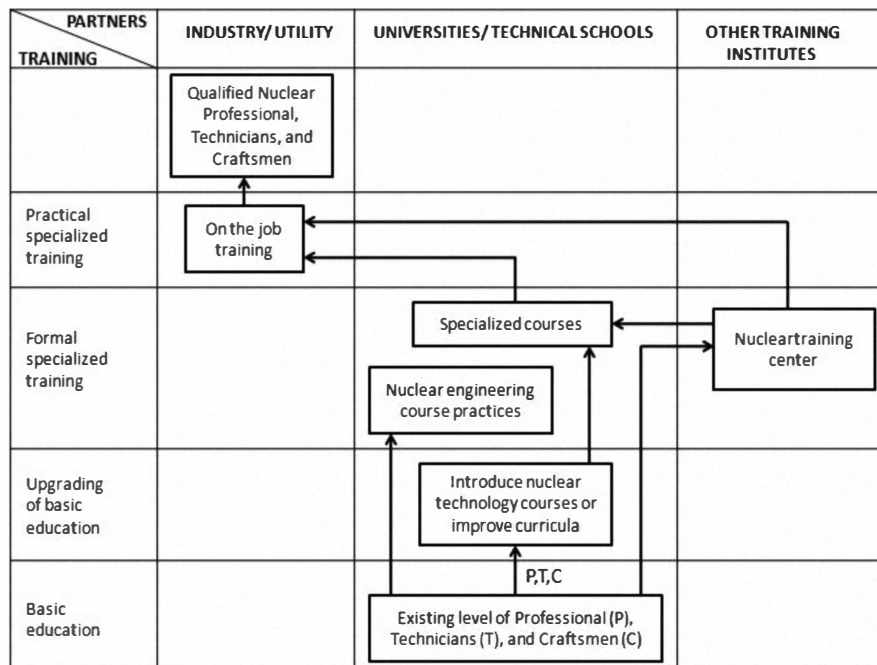 PARTNERS
TRAINING
INDUSTRY/ UTILITY
UNIVERSITIES/ TECHNICAL SCHOOLS
OTHER TRAINING
INSTITUTES
Qualified Nuclear
Professional,
Technicians, and
Craftsmen
Practical
specialized
training
On the job
training
Formal
specialized
training
Specialized courses
Nucleartraining
center
Nuclear engineering
course practices
Upgrading
of basic
education
Introduce nuclear
technology courses or
improve curricula
P,T,C
Basic
education
Existing level of Professional (P),
Technicians (T), and Craftsmen (C)